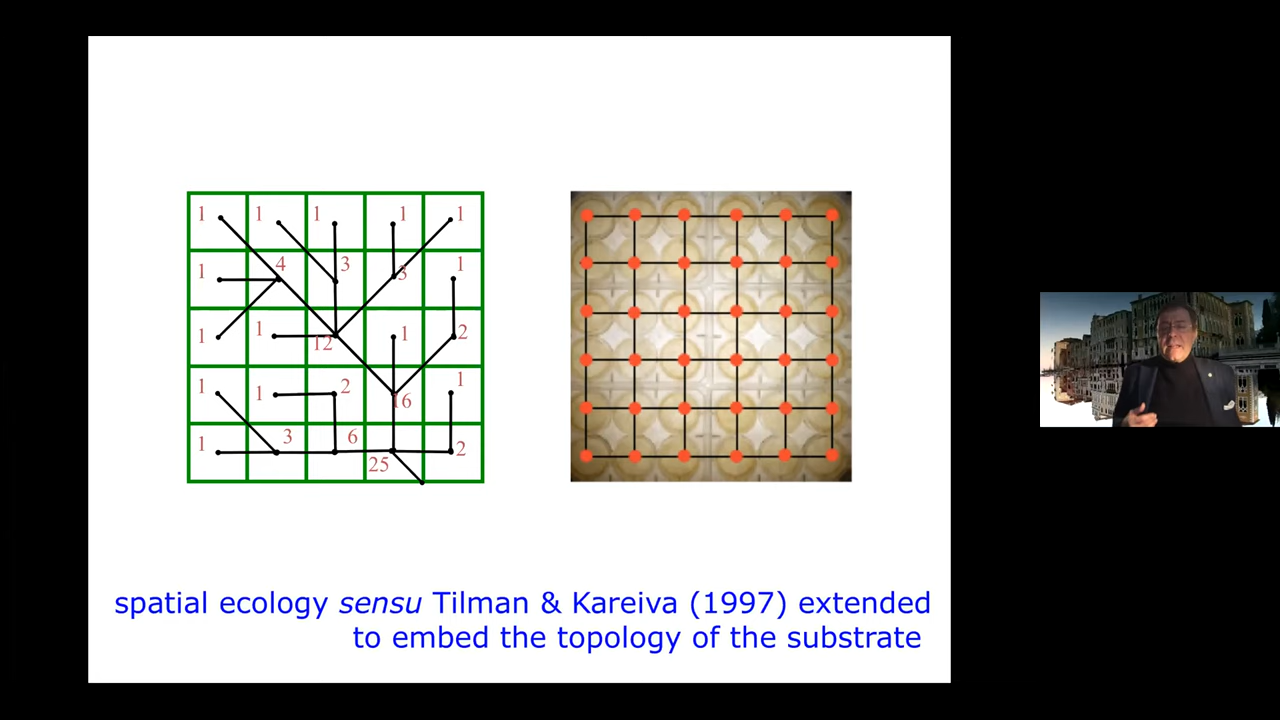 1 1 1 1 1
1 4 3 3 1
1 1 12 1 2
1 1 2 16 1
1 3 6 25 2
spatial ecology sensu Tilman & Kareiva (1997) extended
to embed the topology of the substrate